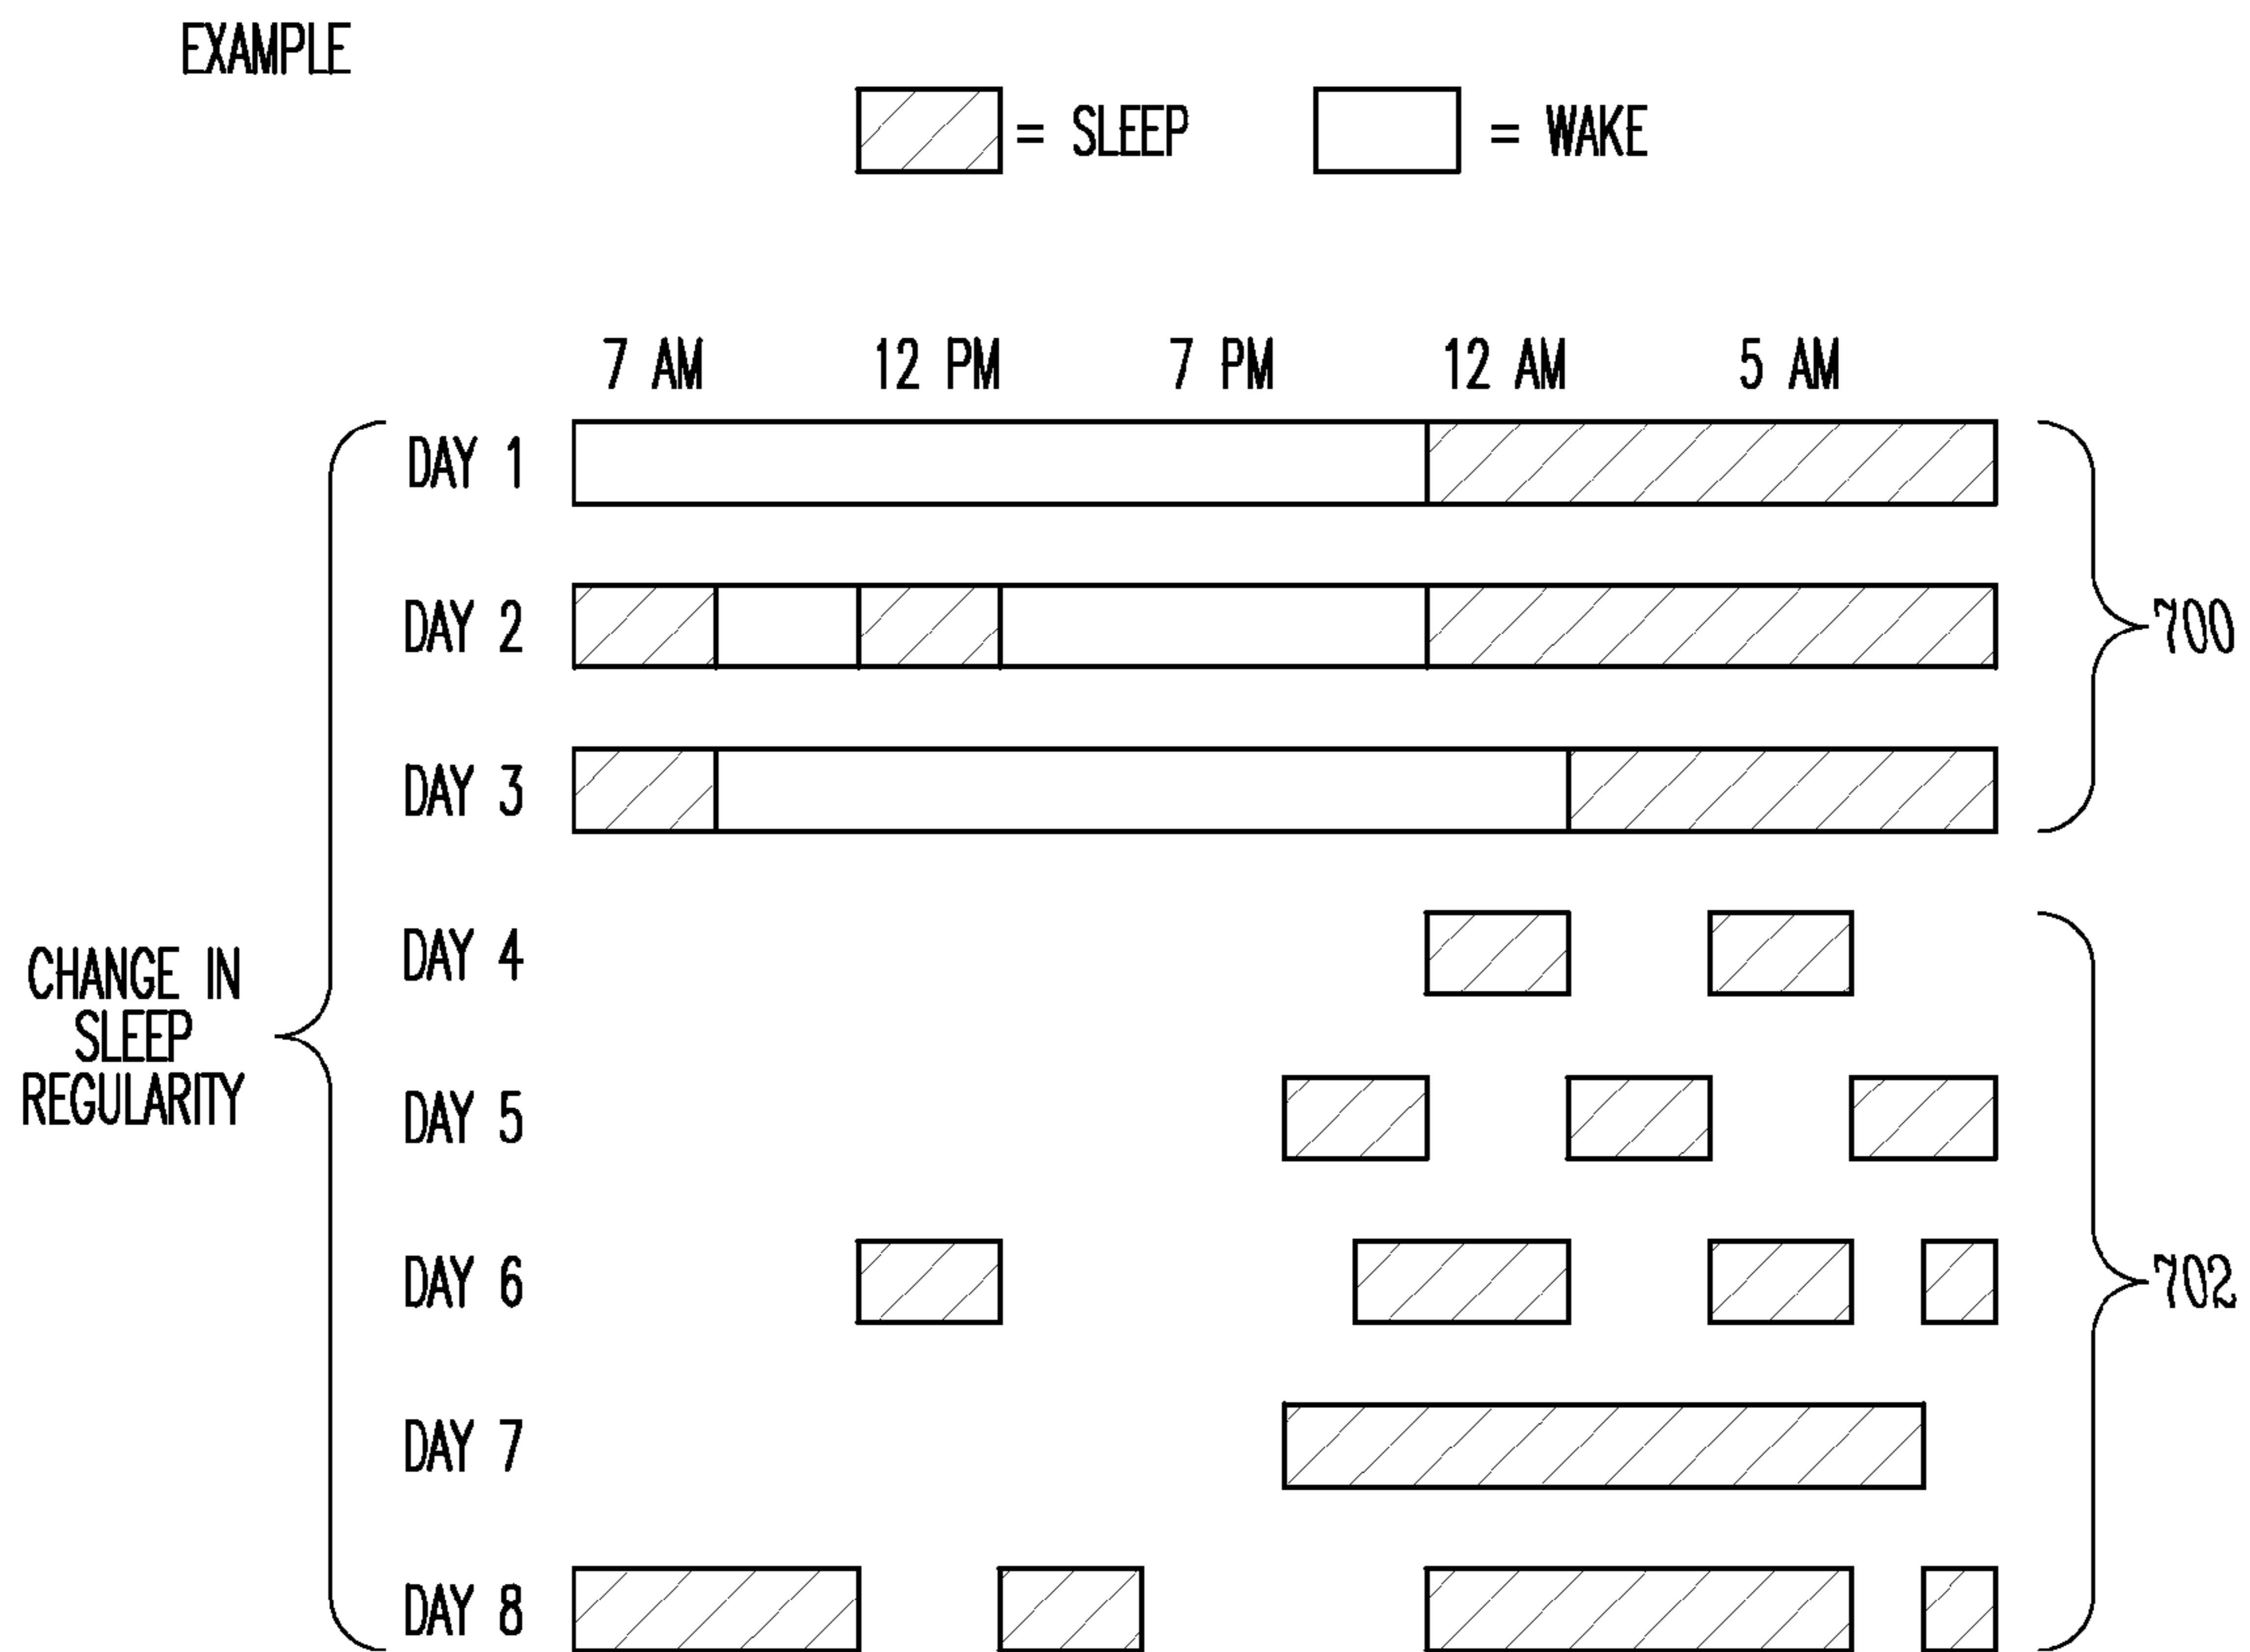 EXAMPLE
= SLEEP = WAKE
7 AM 12 PM 7 PM 12 AM 5 AM
DAY 1
DAY 2
700
DAY 3
DAY 4
CHANGE IN
SLEEP
REGULARITY
DAY 5
DAY 6
702
DAY 7
DAY 8